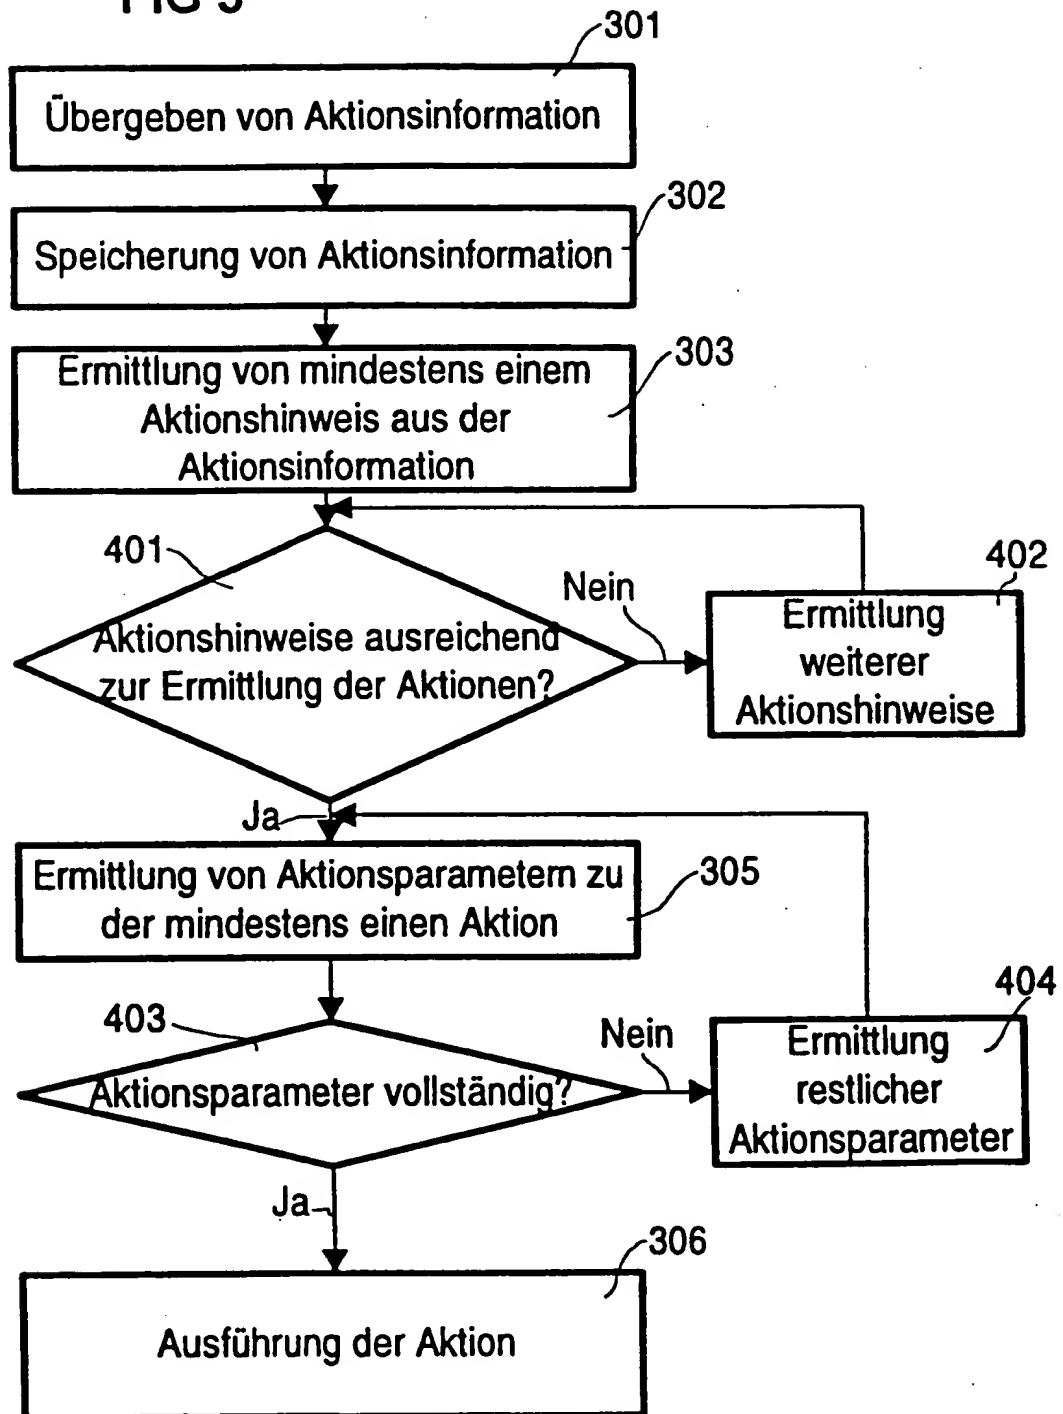 301
Übergeben von Aktionsinformation
302
Speicherung von Aktionsinformation
303
Ermittlung von mindestens einem
Aktionshinweis aus der
Aktionsinformation
401
Aktionshinweise ausreichend
zur Ermittlung der Aktionen?
Nein
402
Ermittlung
weiterer
Aktionshinweise
Ja
Ermittlung von Aktionsparametern zu
der mindestens einen Aktion
305
403
Aktionsparameter vollständig?
Nein
404
Ermittlung
restlicher
Aktionsparameter
Ja
306
Ausführung der Aktion